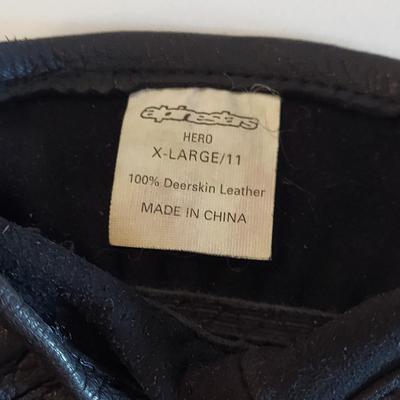 alpinestars
HERO
X-LARGE/11
100% Deerskin Leather
MADE IN CHINA